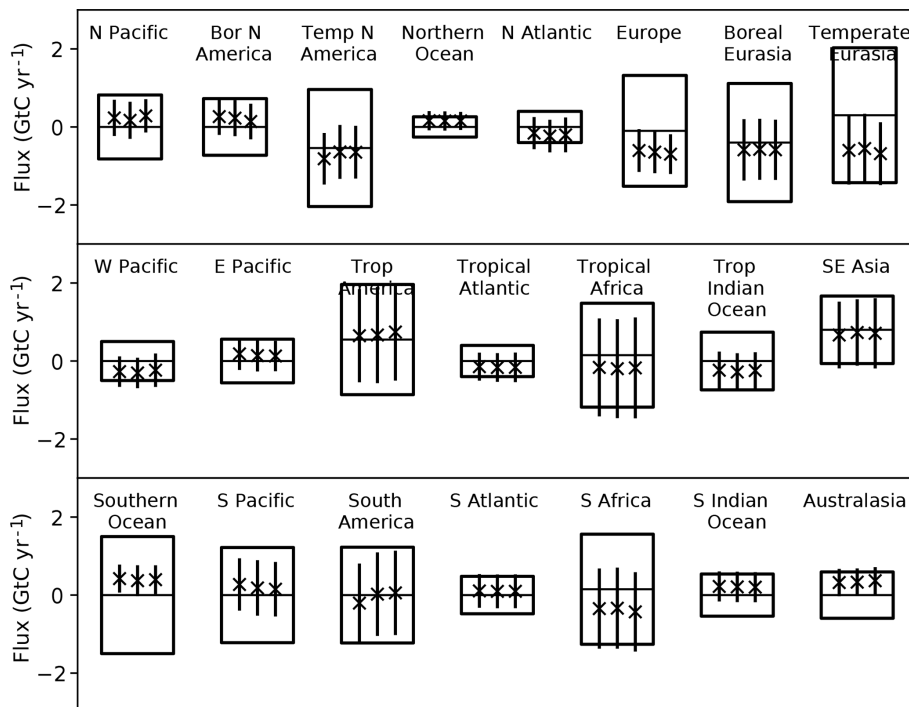 N Pacific
Bor N
America
Temp N
America
Northern
Ocean
N Atlantic
Europe
Boreal
Eurasia
Temperate
Eurasia
2
0
−2
Flux (GtC yr⁻¹)
W Pacific
E Pacific
Trop
America
Tropical
Atlantic
Tropical
Africa
Trop
Indian
Ocean
SE Asia
2
0
−2
Flux (GtC yr⁻¹)
Southern
Ocean
S Pacific
South
America
S Atlantic
S Africa
S Indian
Ocean
Australasia
2
0
−2
Flux (GtC yr⁻¹)